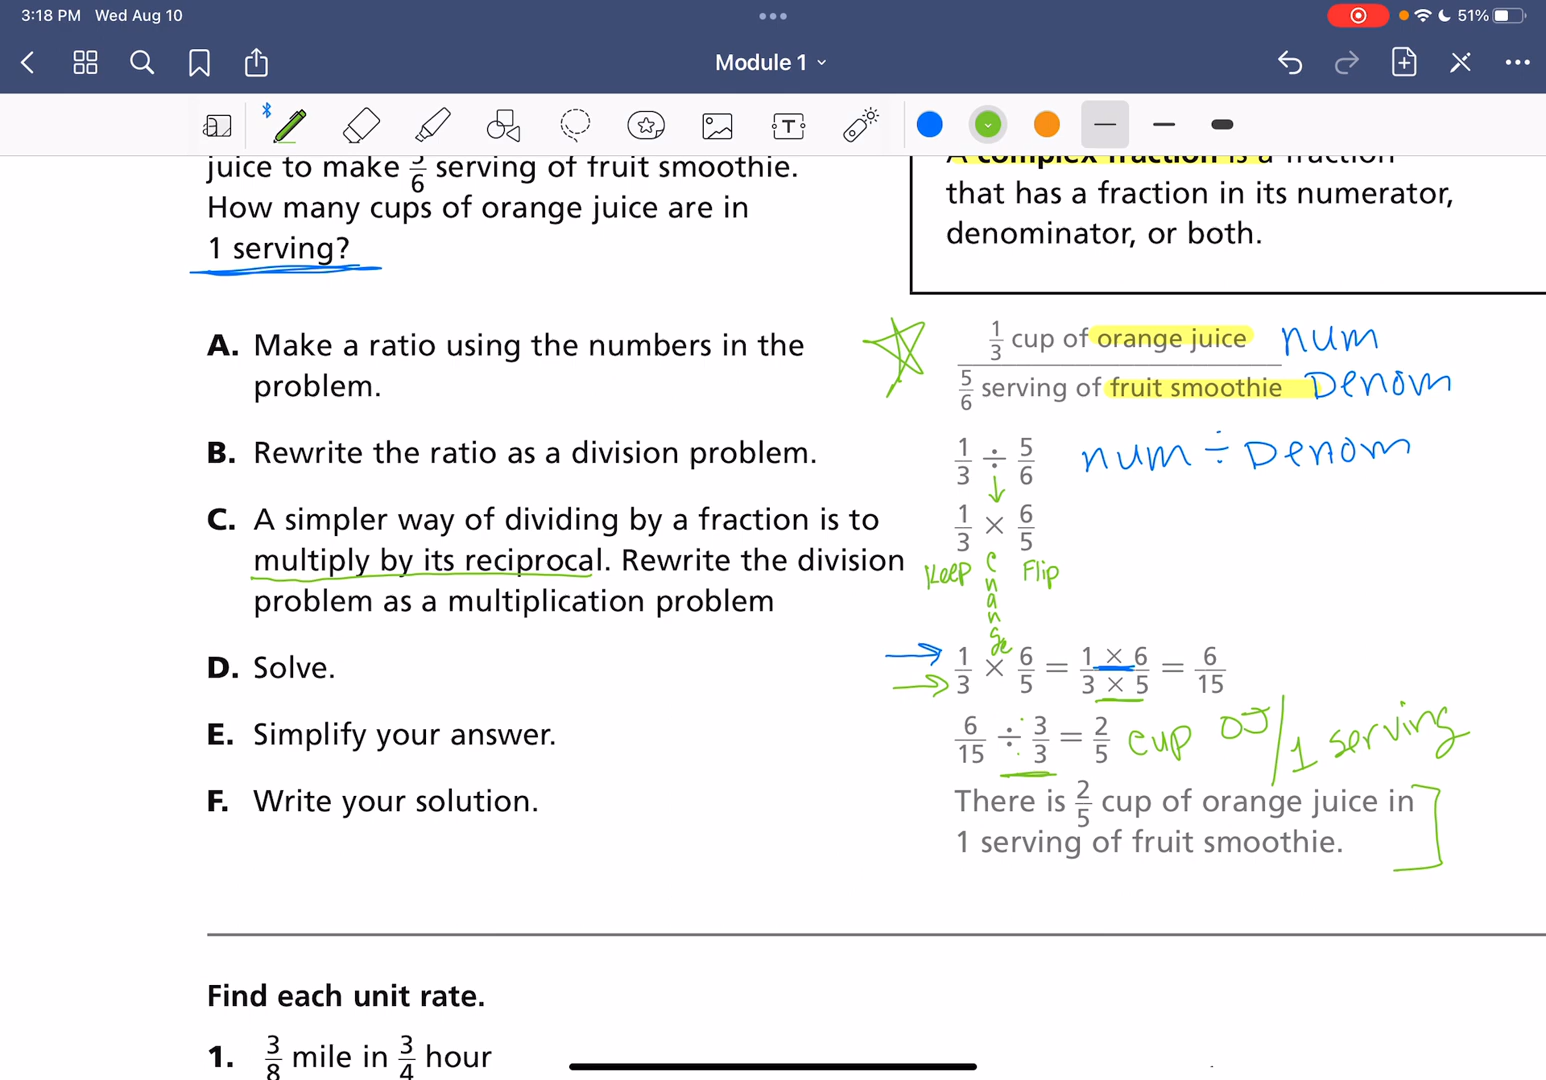 3:18 PM Wed Aug 10
51%
Module 1
T
juice to make 5/6 serving of fruit smoothie.
How many cups of orange juice are in
1 serving?
A complex fraction is a fraction
that has a fraction in its numerator,
denominator, or both.
A. Make a ratio using the numbers in the
problem.
1/3 cup of orange juice num
5/6 serving of fruit smoothie Denom
B. Rewrite the ratio as a division problem.
1/3 ÷ 5/6 num ÷ Denom
C. A simpler way of dividing by a fraction is to
multiply by its reciprocal. Rewrite the division
problem as a multiplication problem
1/3 × 6/5
Keep change Flip
D. Solve.
1/3 × 6/5 = 1 × 6/3 × 5 = 6/15
E. Simplify your answer.
6/15 ÷ 3/3 = 2/5 cup OJ/1 serving
F. Write your solution.
There is 2/5 cup of orange juice in
1 serving of fruit smoothie.
Find each unit rate.
1. 3/8 mile in 3/4 hour